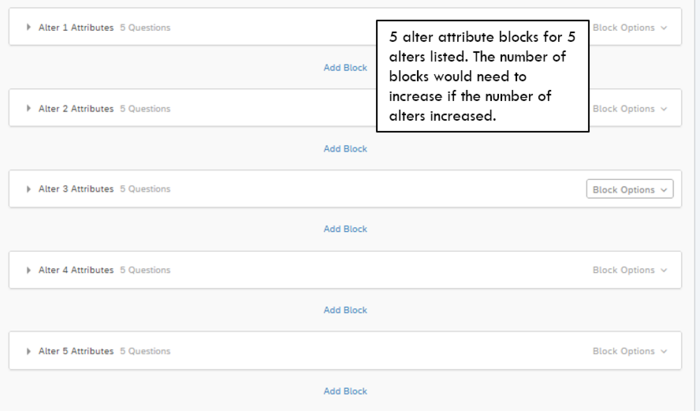 Alter 1 Attributes 5 Questions Block Options
5 alter attribute blocks for 5
alters listed. The number of
blocks would need to
increase if the number of
alters increased.
Add Block
Alter 2 Attributes 5 Questions Block Options
Add Block
Alter 3 Attributes 5 Questions Block Options
Add Block
Alter 4 Attributes 5 Questions Block Options
Add Block
Alter 5 Attributes 5 Questions Block Options
Add Block